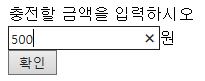 충전할 금액을 입력하시오
500 × 원
확인